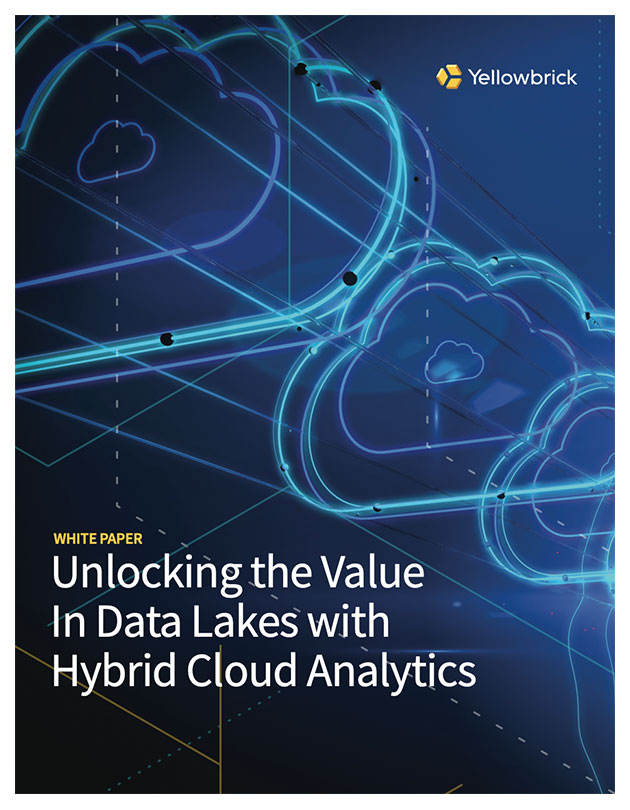 Yellowbrick
WHITE PAPER
Unlocking the Value
In Data Lakes with
Hybrid Cloud Analytics